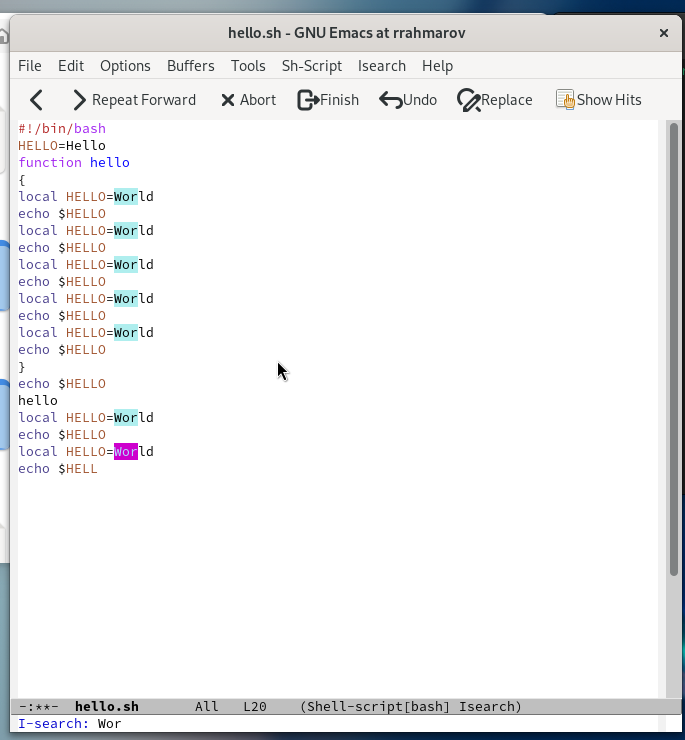 hello.sh - GNU Emacs at rrahmarov
File Edit Options Buffers Tools Sh-Script Isearch Help
Repeat Forward Abort Finish Undo Replace Show Hits
#!/bin/bash
HELLO=Hello
function hello
{
local HELLO=World
echo $HELLO
local HELLO=World
echo $HELLO
local HELLO=World
echo $HELLO
local HELLO=World
echo $HELLO
local HELLO=World
echo $HELLO
}
echo $HELLO
hello
local HELLO=World
echo $HELLO
local HELLO=World
echo $HELL
-:**- hello.sh All L20 (Shell-script[bash] Isearch)
I-search: Wor